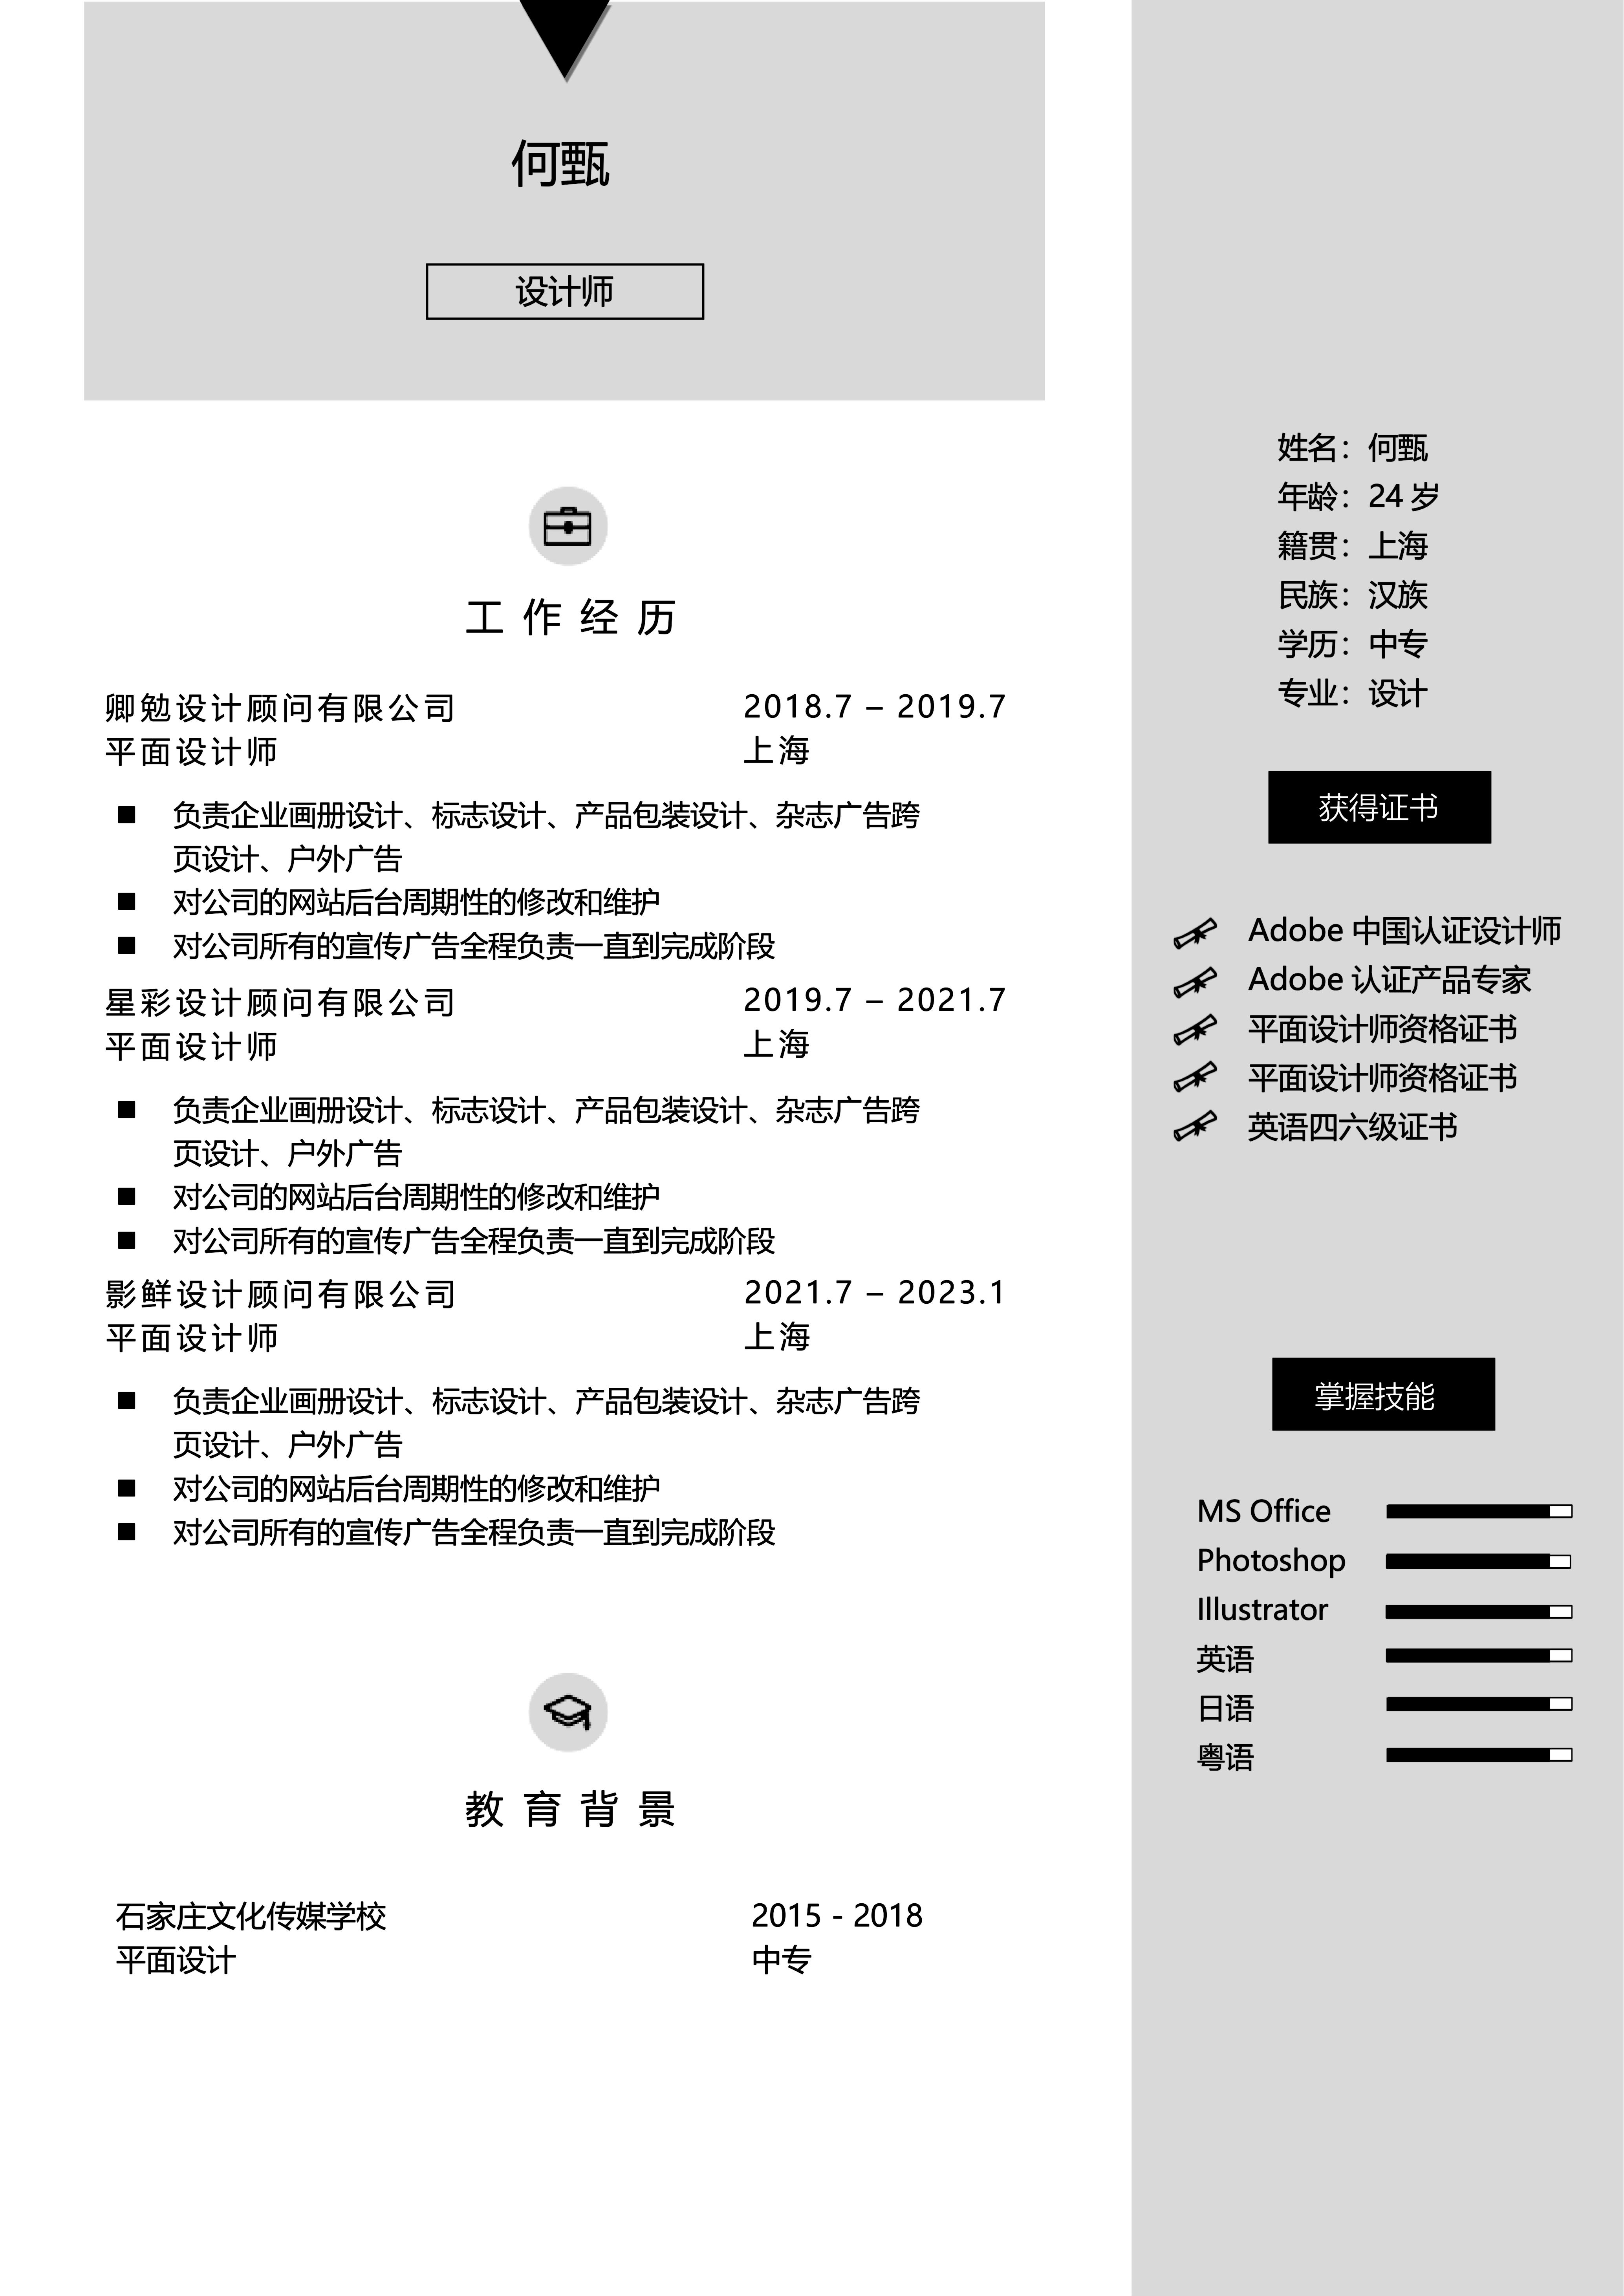 何甄
设计师
工作经历
卿勉设计顾问有限公司 2018.7 – 2019.7
平面设计师 上海
■ 负责企业画册设计、标志设计、产品包装设计、杂志广告跨
页设计、户外广告
■ 对公司的网站后台周期性的修改和维护
■ 对公司所有的宣传广告全程负责一直到完成阶段
星彩设计顾问有限公司 2019.7 – 2021.7
平面设计师 上海
■ 负责企业画册设计、标志设计、产品包装设计、杂志广告跨
页设计、户外广告
■ 对公司的网站后台周期性的修改和维护
■ 对公司所有的宣传广告全程负责一直到完成阶段
影鲜设计顾问有限公司 2021.7 – 2023.1
平面设计师 上海
■ 负责企业画册设计、标志设计、产品包装设计、杂志广告跨
页设计、户外广告
■ 对公司的网站后台周期性的修改和维护
■ 对公司所有的宣传广告全程负责一直到完成阶段
教育背景
石家庄文化传媒学校 2015 - 2018
平面设计 中专
姓名：何甄
年龄：24 岁
籍贯：上海
民族：汉族
学历：中专
专业：设计
获得证书
Adobe 中国认证设计师
Adobe 认证产品专家
平面设计师资格证书
平面设计师资格证书
英语四六级证书
掌握技能
MS Office
Photoshop
Illustrator
英语
日语
粤语